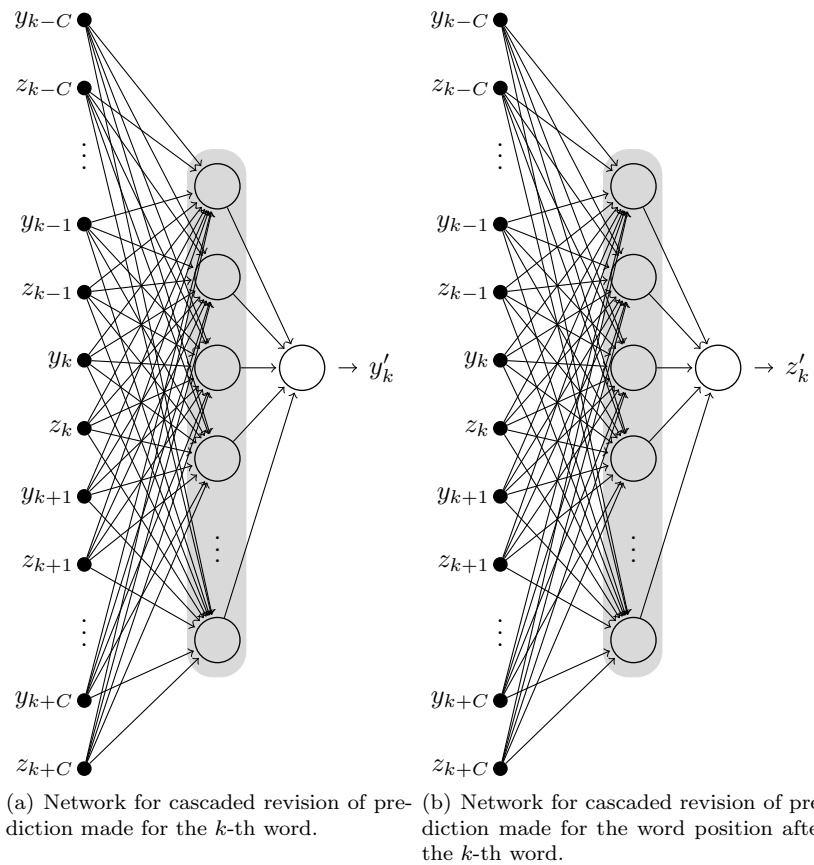 y_{k−C}
z_{k−C}
⋮
y_{k−1}
z_{k−1}
y_k
z_k
y_{k+1}
z_{k+1}
⋮
y_{k+C}
z_{k+C}
⋮
→ y′_k
(a) Network for cascaded revision of pre-
diction made for the k-th word.
y_{k−C}
z_{k−C}
⋮
y_{k−1}
z_{k−1}
y_k
z_k
y_{k+1}
z_{k+1}
⋮
y_{k+C}
z_{k+C}
⋮
→ z′_k
(b) Network for cascaded revision of pre
diction made for the word position afte
the k-th word.